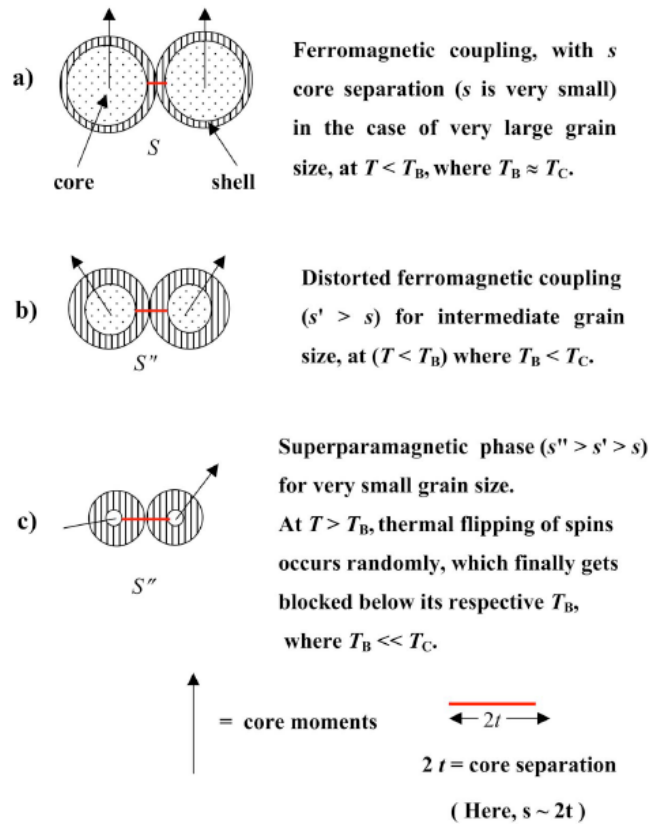 a)
core
S
shell
Ferromagnetic coupling, with s
core separation (s is very small)
in the case of very large grain
size, at T < TB, where TB ≈ TC.
b)
S″
Distorted ferromagnetic coupling
(s' > s) for intermediate grain
size, at (T < TB) where TB < TC.
c)
S″
Superparamagnetic phase (s" > s' > s)
for very small grain size.
At T > TB, thermal flipping of spins
occurs randomly, which finally gets
blocked below its respective TB,
where TB << TC.
= core moments
2t
2 t = core separation
( Here, s ~ 2t )